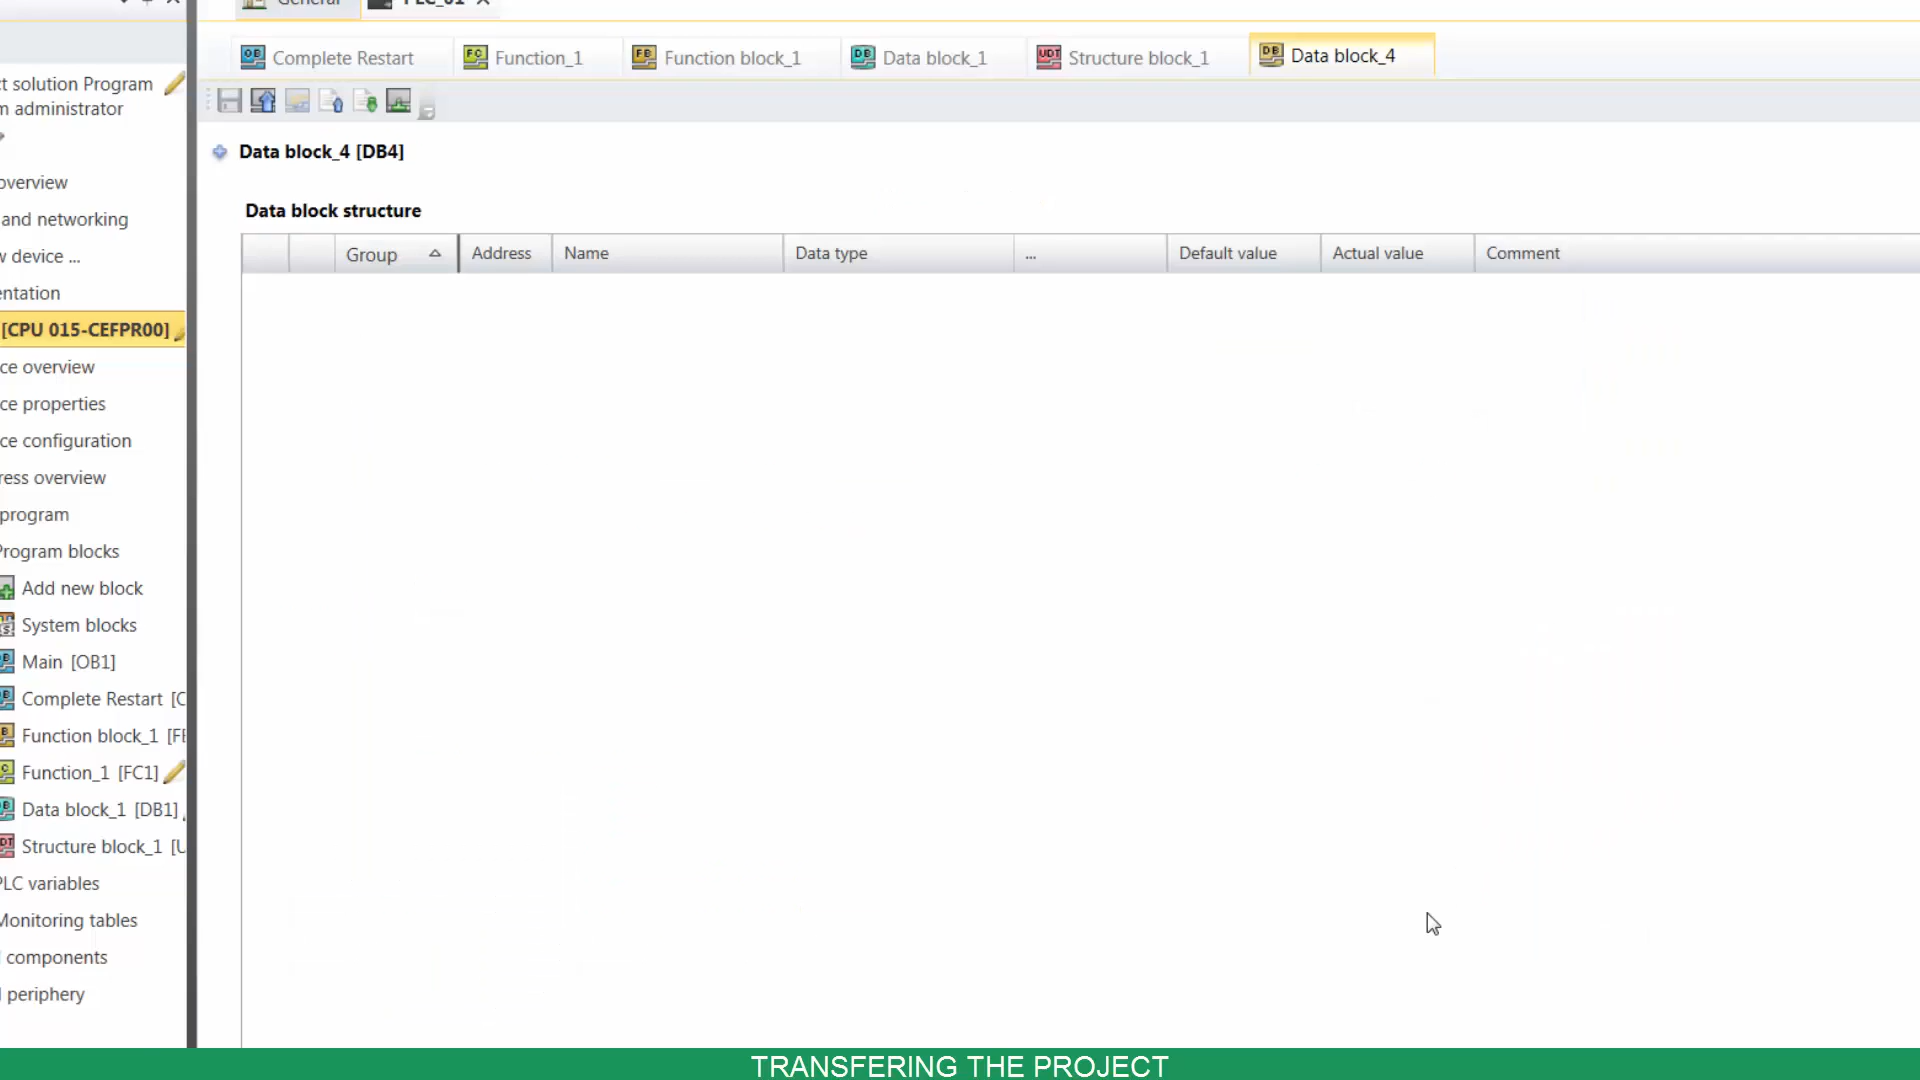 General
PLC_01
Complete Restart
Function_1
Function block_1
Data block_1
Structure block_1
Data block_4
ct solution Program
m administrator
overview
and networking
w device ...
entation
[CPU 015-CEFPR00]
ce overview
ce properties
ce configuration
ress overview
program
Program blocks
Add new block
System blocks
Main [OB1]
Complete Restart [C
Function block_1 [FE
Function_1 [FC1]
Data block_1 [DB1]
Structure block_1 [U
PLC variables
Monitoring tables
components
periphery
Data block_4 [DB4]
Data block structure
Group
Address
Name
Data type
...
Default value
Actual value
Comment
TRANSFERING THE PROJECT